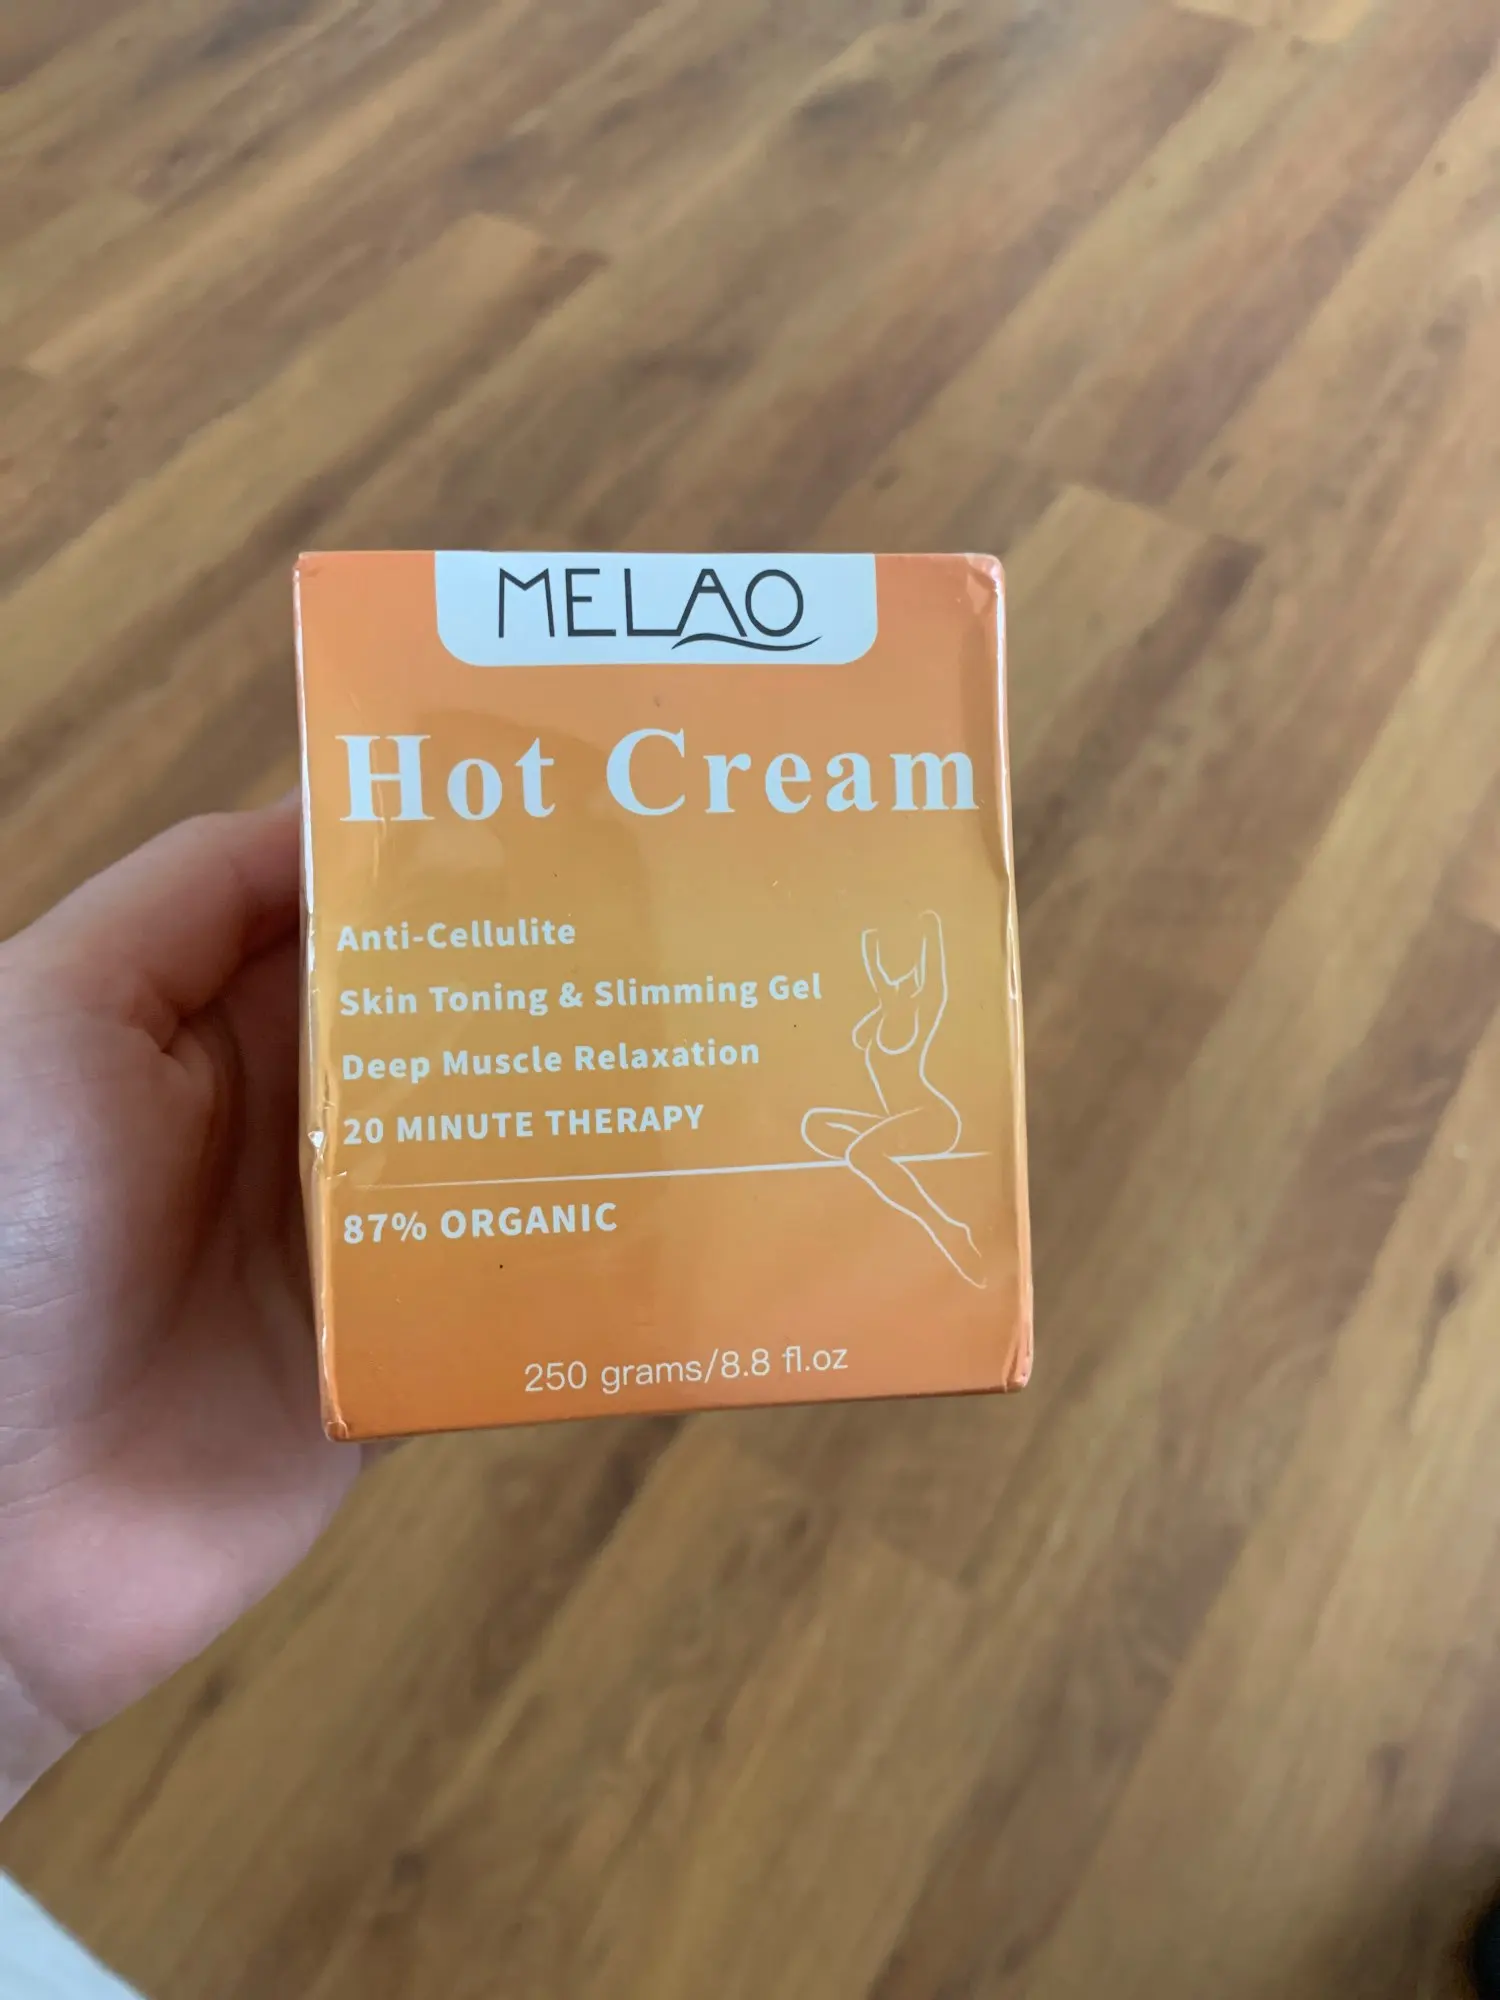 MELAO
Hot Cream
Anti-Cellulite
Skin Toning & Slimming Gel
Deep Muscle Relaxation
20 MINUTE THERAPY
87% ORGANIC
250 grams/8.8 fl.oz